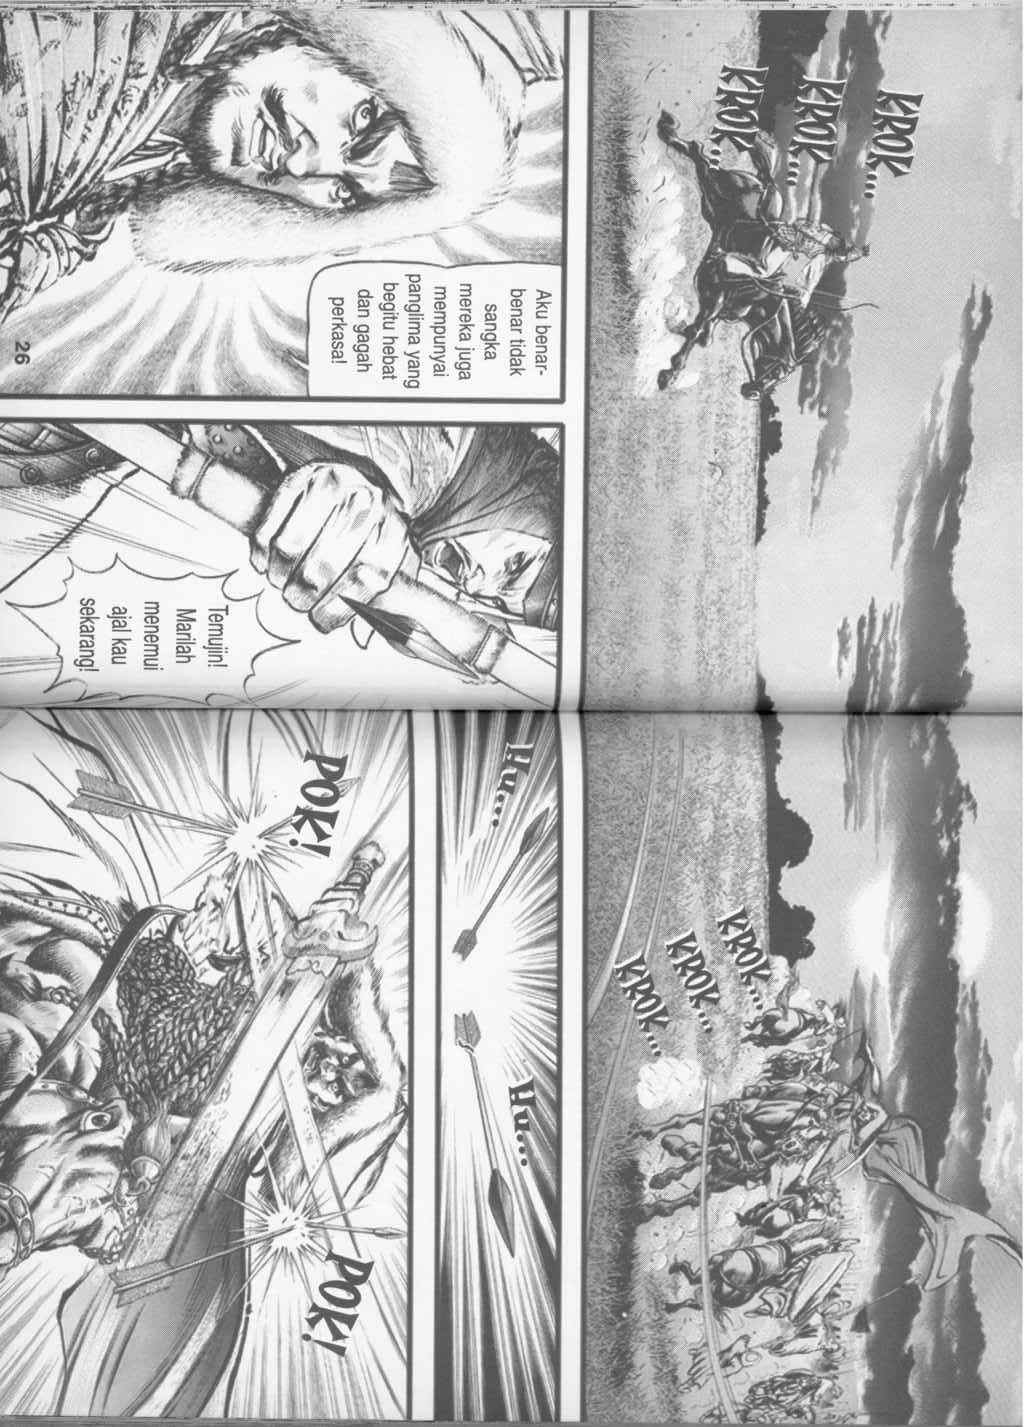 KROK...
KROK...
KROK...
KROK...
KROK...
KROK...
Aku benar-
benar tidak
sangka
mereka juga
mempunyai
panglima yang
begitu hebat
dan gagah
perkasa!
Temujin!
Marilah
menemui
ajal kau
sekarang!
26
Hu...
Hu...
POK!
POK!